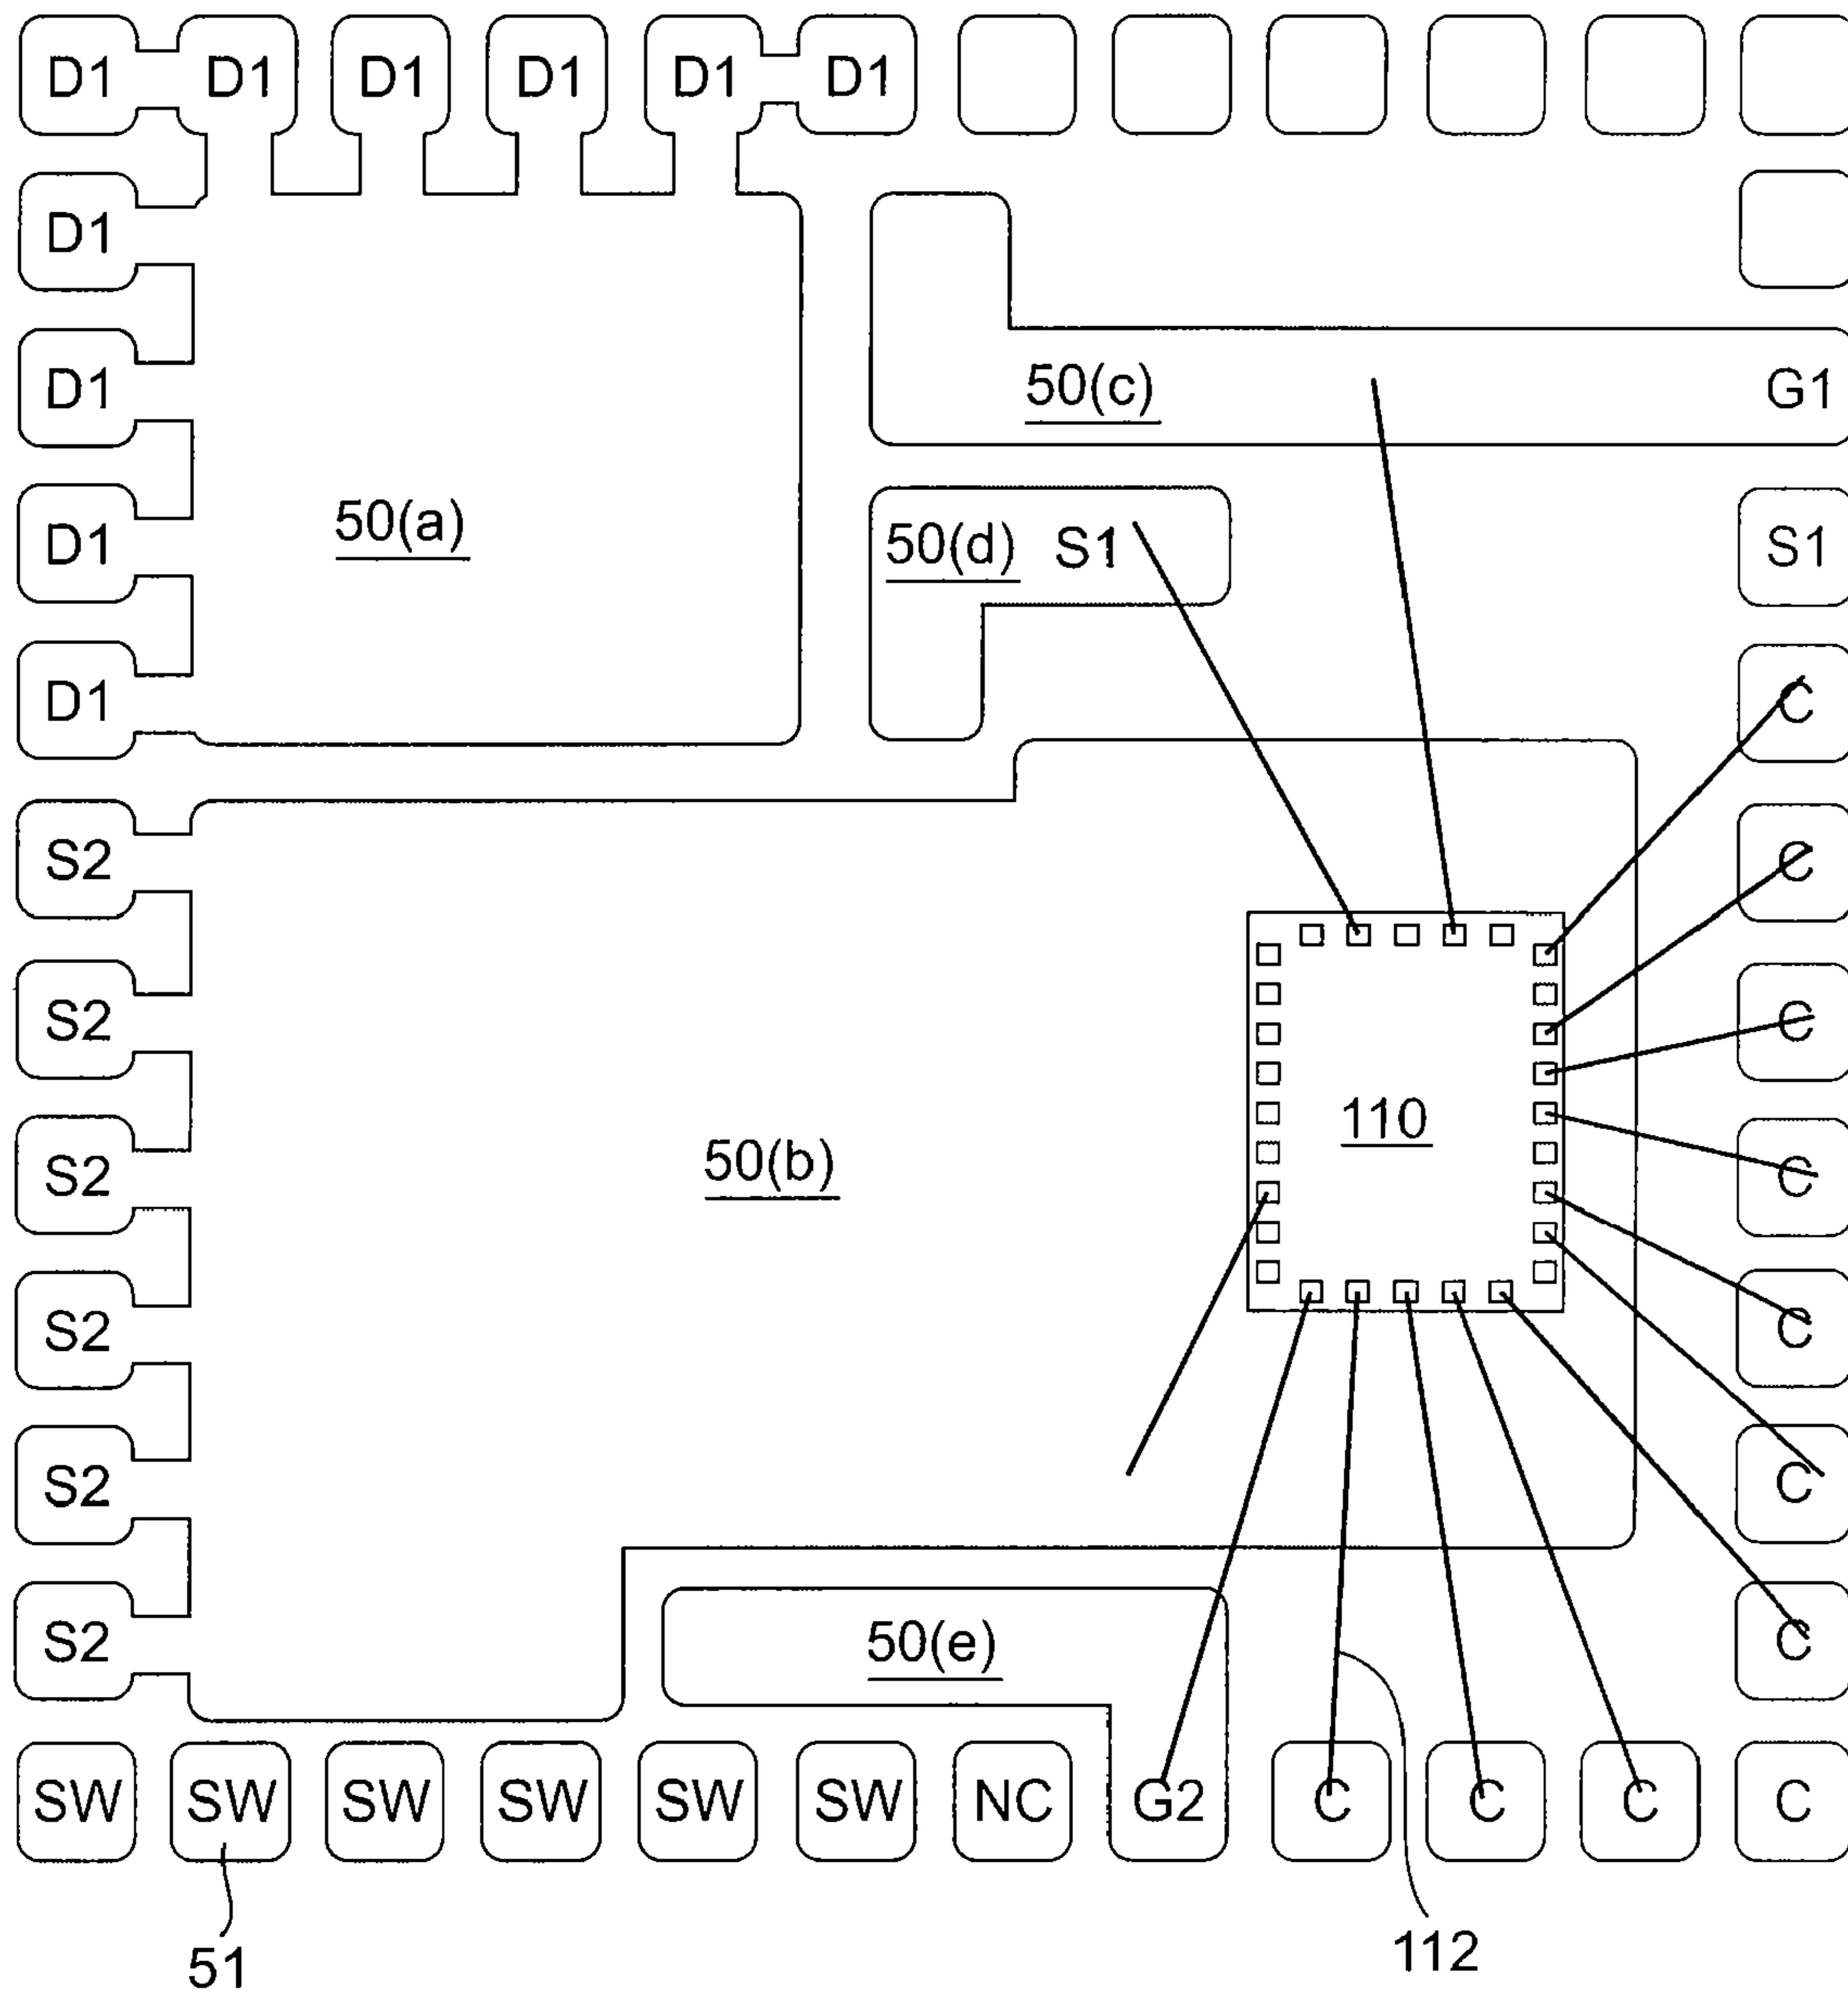 D1 D1 D1 D1 D1 D1
D1
D1 50(c) G1
50(a) 50(d) S1 S1
D1
D1 C
S2 C
S2 C
110
50(b) S2 C
S2 C
S2 C
S2 50(e) C
SW SW SW SW SW SW NC G2 C C C C
51 112